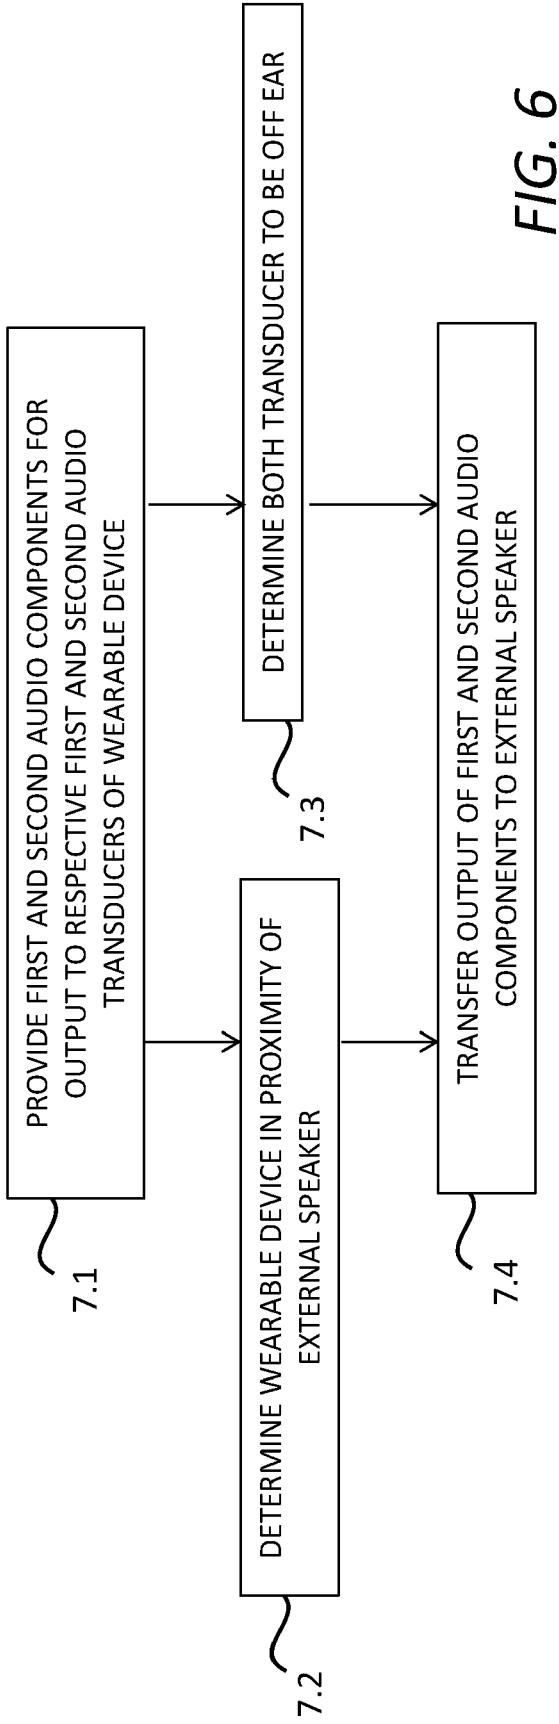 PROVIDE FIRST AND SECOND AUDIO COMPONENTS FOR
OUTPUT TO RESPECTIVE FIRST AND SECOND AUDIO
TRANSDUCERS OF WEARABLE DEVICE
7.1
DETERMINE WEARABLE DEVICE IN PROXIMITY OF
EXTERNAL SPEAKER
7.2
DETERMINE BOTH TRANSDUCER TO BE OFF EAR
7.3
TRANSFER OUTPUT OF FIRST AND SECOND AUDIO
COMPONENTS TO EXTERNAL SPEAKER
7.4
FIG. 6